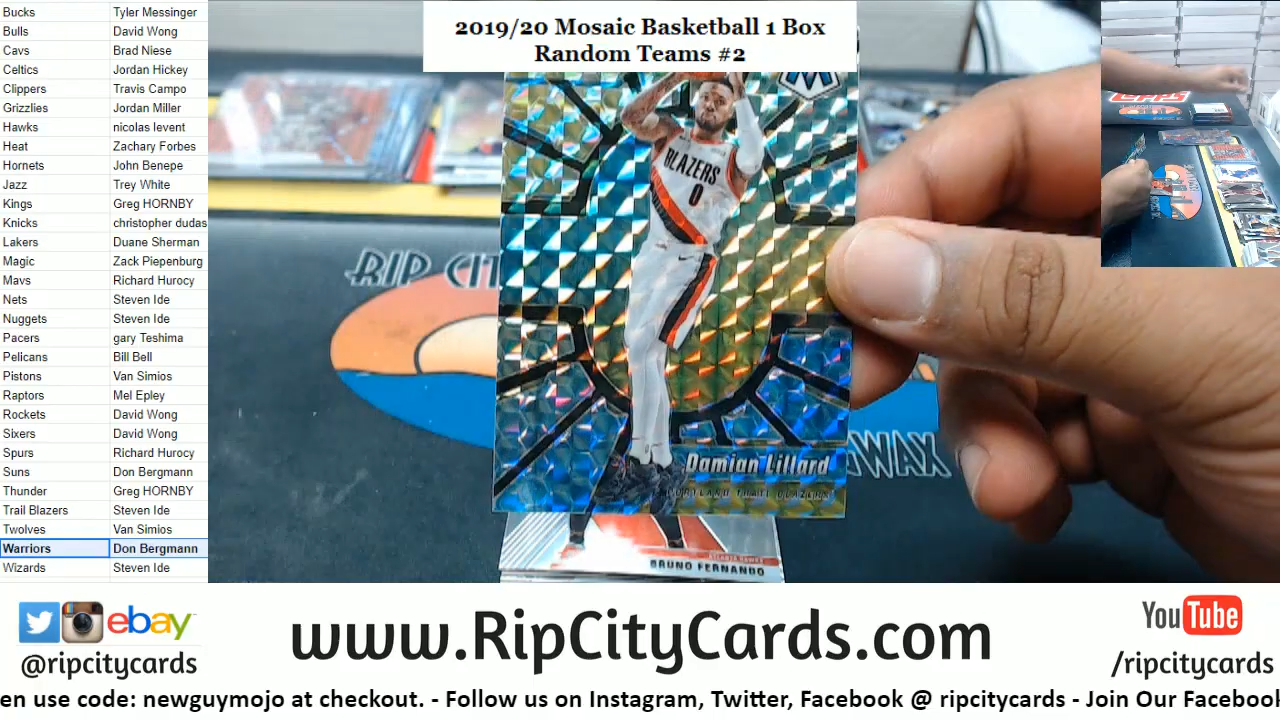 Bucks Tyler Messinger
Bulls David Wong
Cavs Brad Niese
Celtics Jordan Hickey
Clippers Travis Campo
Grizzlies Jordan Miller
Hawks nicolas levent
Heat Zachary Forbes
Hornets John Benepe
Jazz Trey White
Kings Greg HORNBY
Knicks christopher dudas
Lakers Duane Sherman
Magic Zack Piepenburg
Mavs Richard Hurocy
Nets Steven Ide
Nuggets Steven Ide
Pacers gary Teshima
Pelicans Bill Bell
Pistons Van Simios
Raptors Mel Epley
Rockets David Wong
Sixers David Wong
Spurs Richard Hurocy
Suns Don Bergmann
Thunder Greg HORNBY
Trail Blazers Steven Ide
Twolves Van Simios
Warriors Don Bergmann
Wizards Steven Ide
2019/20 Mosaic Basketball 1 Box
Random Teams #2
BLAZERS
0
RIP CIT
WAX
Damian Lillard
PORTLAND TRAIL BLAZERS
ATLANTA HAWKS
BRUNO FERNANDO
ebay
@ripcitycards
www.RipCityCards.com
YouTube
/ripcitycards
en use code: newguymojo at checkout. - Follow us on Instagram, Twitter, Facebook @ ripcitycards - Join Our Facebook